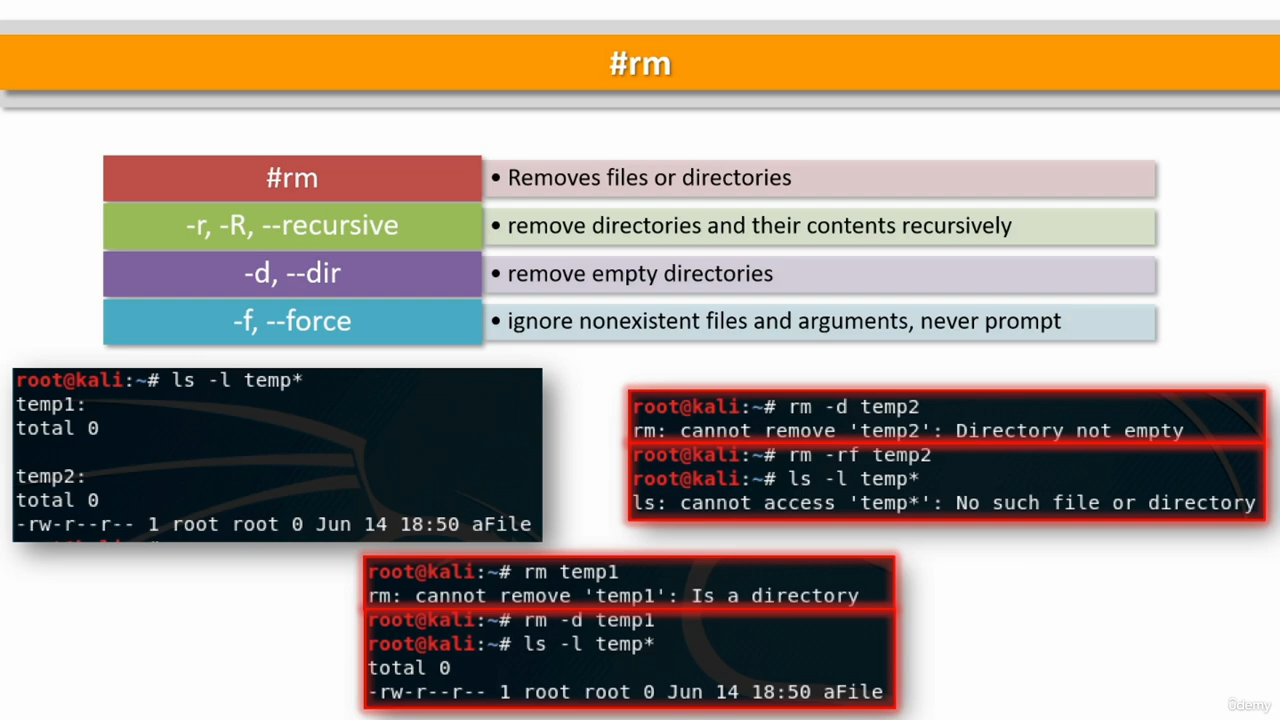 #rm
#rm
• Removes files or directories
-r, -R, --recursive
• remove directories and their contents recursively
-d, --dir
• remove empty directories
-f, --force
• ignore nonexistent files and arguments, never prompt
root@kali:~# ls -l temp*
temp1:
total 0
temp2:
total 0
-rw-r--r-- 1 root root 0 Jun 14 18:50 aFile
root@kali:~# rm -d temp2
rm: cannot remove 'temp2': Directory not empty
root@kali:~# rm -rf temp2
root@kali:~# ls -l temp*
ls: cannot access 'temp*': No such file or directory
root@kali:~# rm temp1
rm: cannot remove 'temp1': Is a directory
root@kali:~# rm -d temp1
root@kali:~# ls -l temp*
total 0
-rw-r--r-- 1 root root 0 Jun 14 18:50 aFile
ûdemy